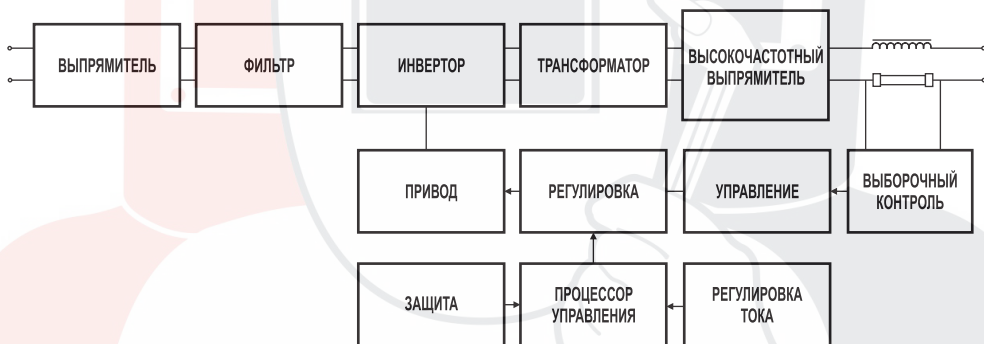 ВЫПРЯМИТЕЛЬ
ФИЛЬТР
ИНВЕРТОР
ТРАНСФОРМАТОР
ВЫСОКОЧАСТОТНЫЙ
ВЫПРЯМИТЕЛЬ
ПРИВОД
РЕГУЛИРОВКА
УПРАВЛЕНИЕ
ВЫБОРОЧНЫЙ
КОНТРОЛЬ
ЗАЩИТА
ПРОЦЕССОР
УПРАВЛЕНИЯ
РЕГУЛИРОВКА
ТОКА